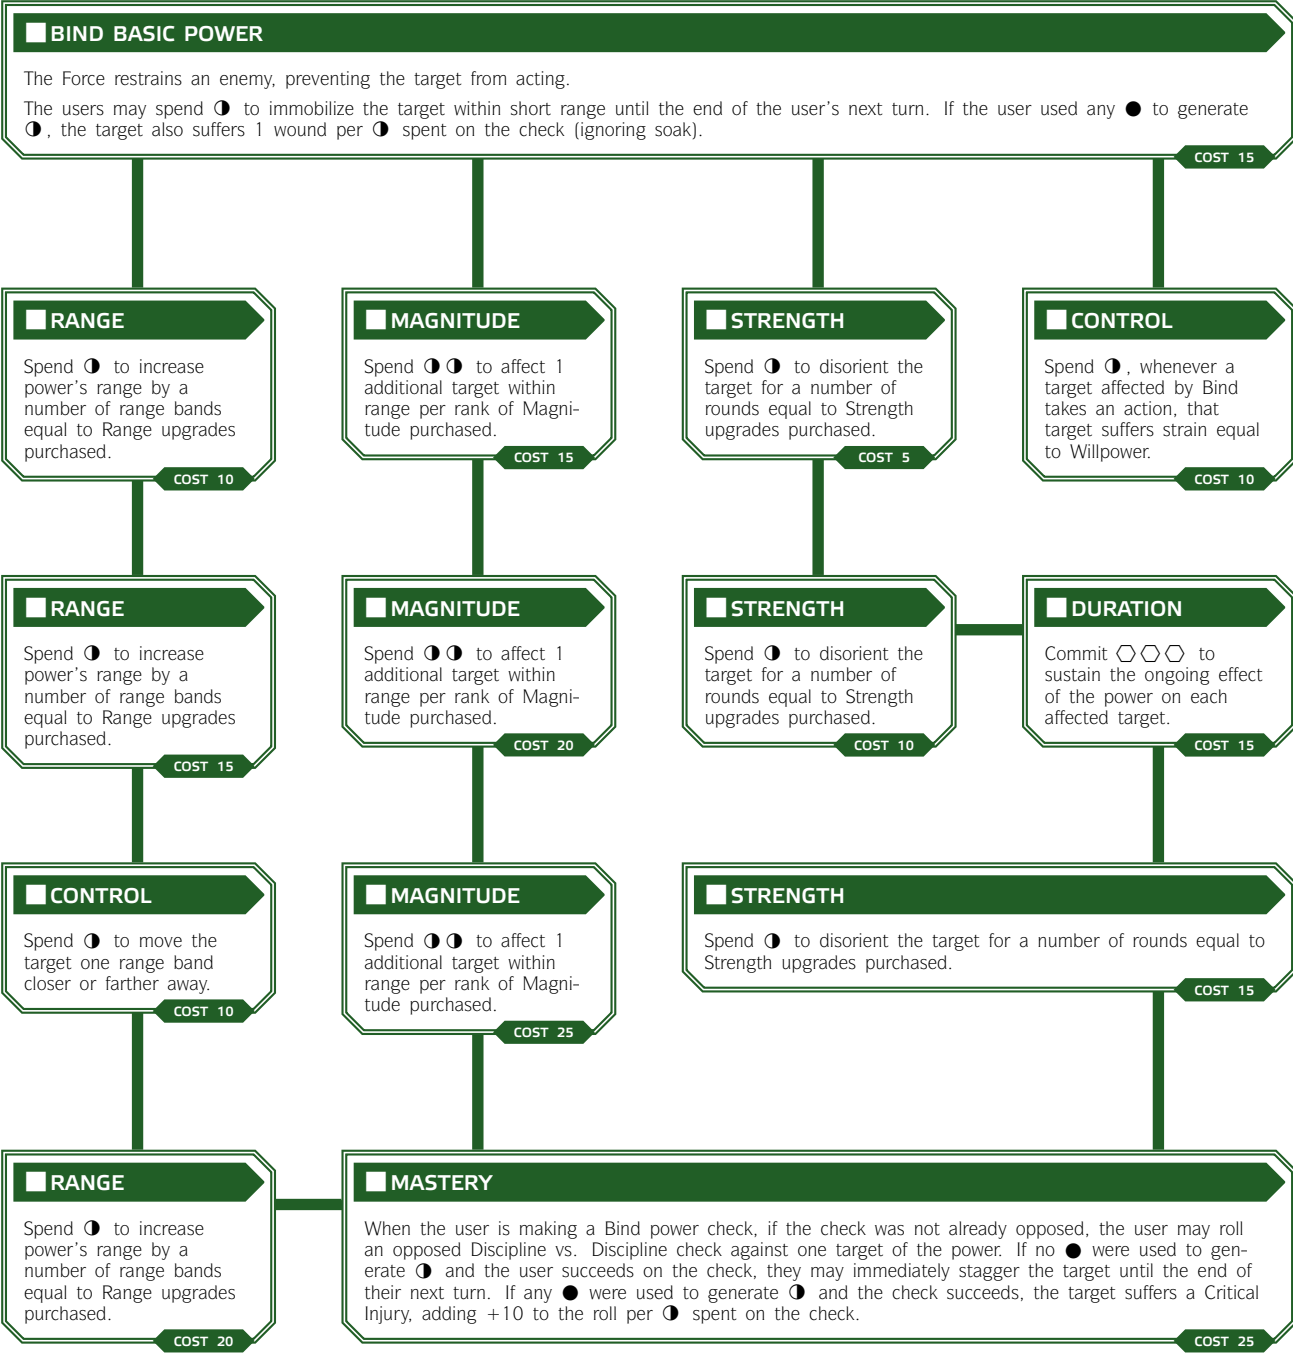 BIND BASIC POWER
The Force restrains an enemy, preventing the target from acting.
The users may spend ◑ to immobilize the target within short range until the end of the user's next turn. If the user used any ● to generate
◑, the target also suffers 1 wound per ◑ spent on the check (ignoring soak).
COST 15
RANGE
Spend ◑ to increase
power's range by a
number of range bands
equal to Range upgrades
purchased.
COST 10
MAGNITUDE
Spend ◑◑ to affect 1
additional target within
range per rank of Magni-
tude purchased.
COST 15
STRENGTH
Spend ◑ to disorient the
target for a number of
rounds equal to Strength
upgrades purchased.
COST 5
CONTROL
Spend ◑, whenever a
target affected by Bind
takes an action, that
target suffers strain equal
to Willpower.
COST 10
RANGE
Spend ◑ to increase
power's range by a
number of range bands
equal to Range upgrades
purchased.
COST 15
MAGNITUDE
Spend ◑◑ to affect 1
additional target within
range per rank of Magni-
tude purchased.
COST 20
STRENGTH
Spend ◑ to disorient the
target for a number of
rounds equal to Strength
upgrades purchased.
COST 10
DURATION
Commit ⬡⬡⬡ to
sustain the ongoing effect
of the power on each
affected target.
COST 15
CONTROL
Spend ◑ to move the
target one range band
closer or farther away.
COST 10
MAGNITUDE
Spend ◑◑ to affect 1
additional target within
range per rank of Magni-
tude purchased.
COST 25
STRENGTH
Spend ◑ to disorient the target for a number of rounds equal to
Strength upgrades purchased.
COST 15
RANGE
Spend ◑ to increase
power's range by a
number of range bands
equal to Range upgrades
purchased.
COST 20
MASTERY
When the user is making a Bind power check, if the check was not already opposed, the user may roll
an opposed Discipline vs. Discipline check against one target of the power. If no ● were used to gen-
erate ◑ and the user succeeds on the check, they may immediately stagger the target until the end of
their next turn. If any ● were used to generate ◑ and the check succeeds, the target suffers a Critical
Injury, adding +10 to the roll per ◑ spent on the check.
COST 25